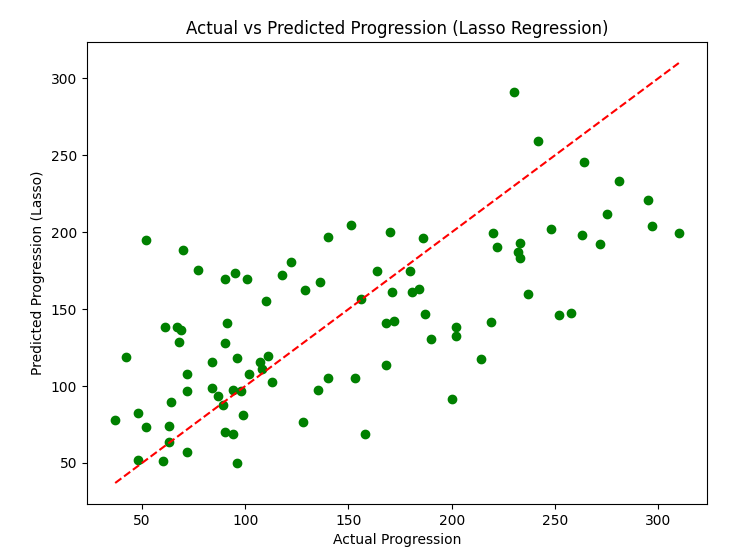 Actual vs Predicted Progression (Lasso Regression)
Predicted Progression (Lasso)
300
250
200
150
100
50
50 100 150 200 250 300
Actual Progression